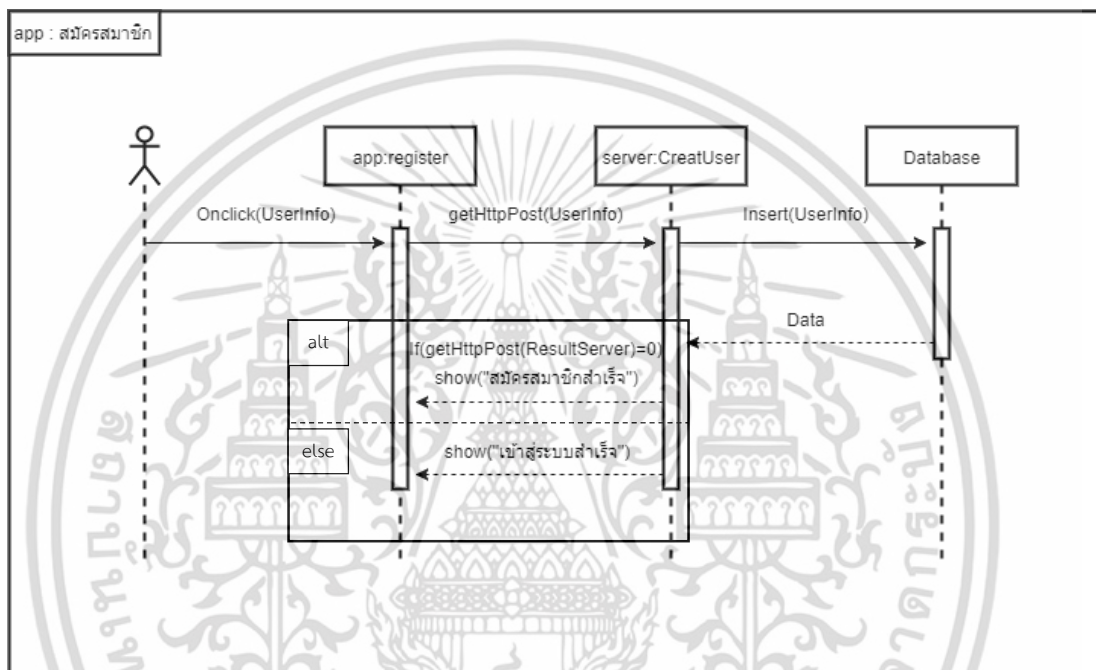 app : สมัครสมาชิก
app:register
server:CreatUser
Database
Onclick(UserInfo)
getHttpPost(UserInfo)
Insert(UserInfo)
Data
alt
If(getHttpPost(ResultServer)=0)
show("สมัครสมาชิกสำเร็จ")
else
show("เข้าสู่ระบบสำเร็จ")